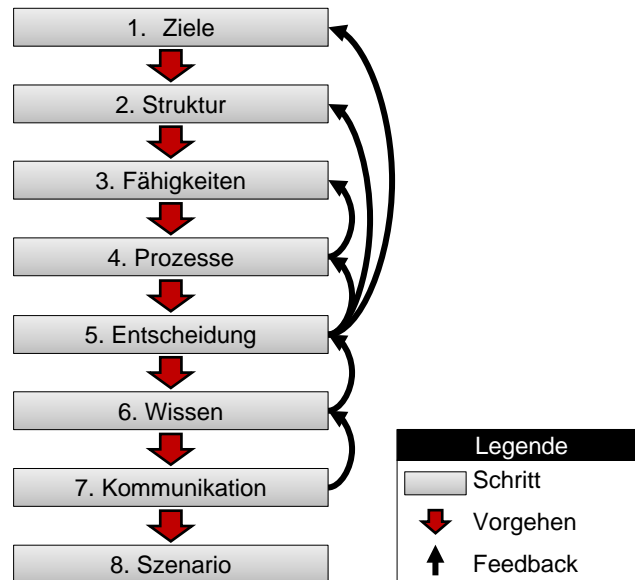 1. Ziele
2. Struktur
3. Fähigkeiten
4. Prozesse
5. Entscheidung
6. Wissen
7. Kommunikation
8. Szenario
Legende
Schritt
Vorgehen
Feedback